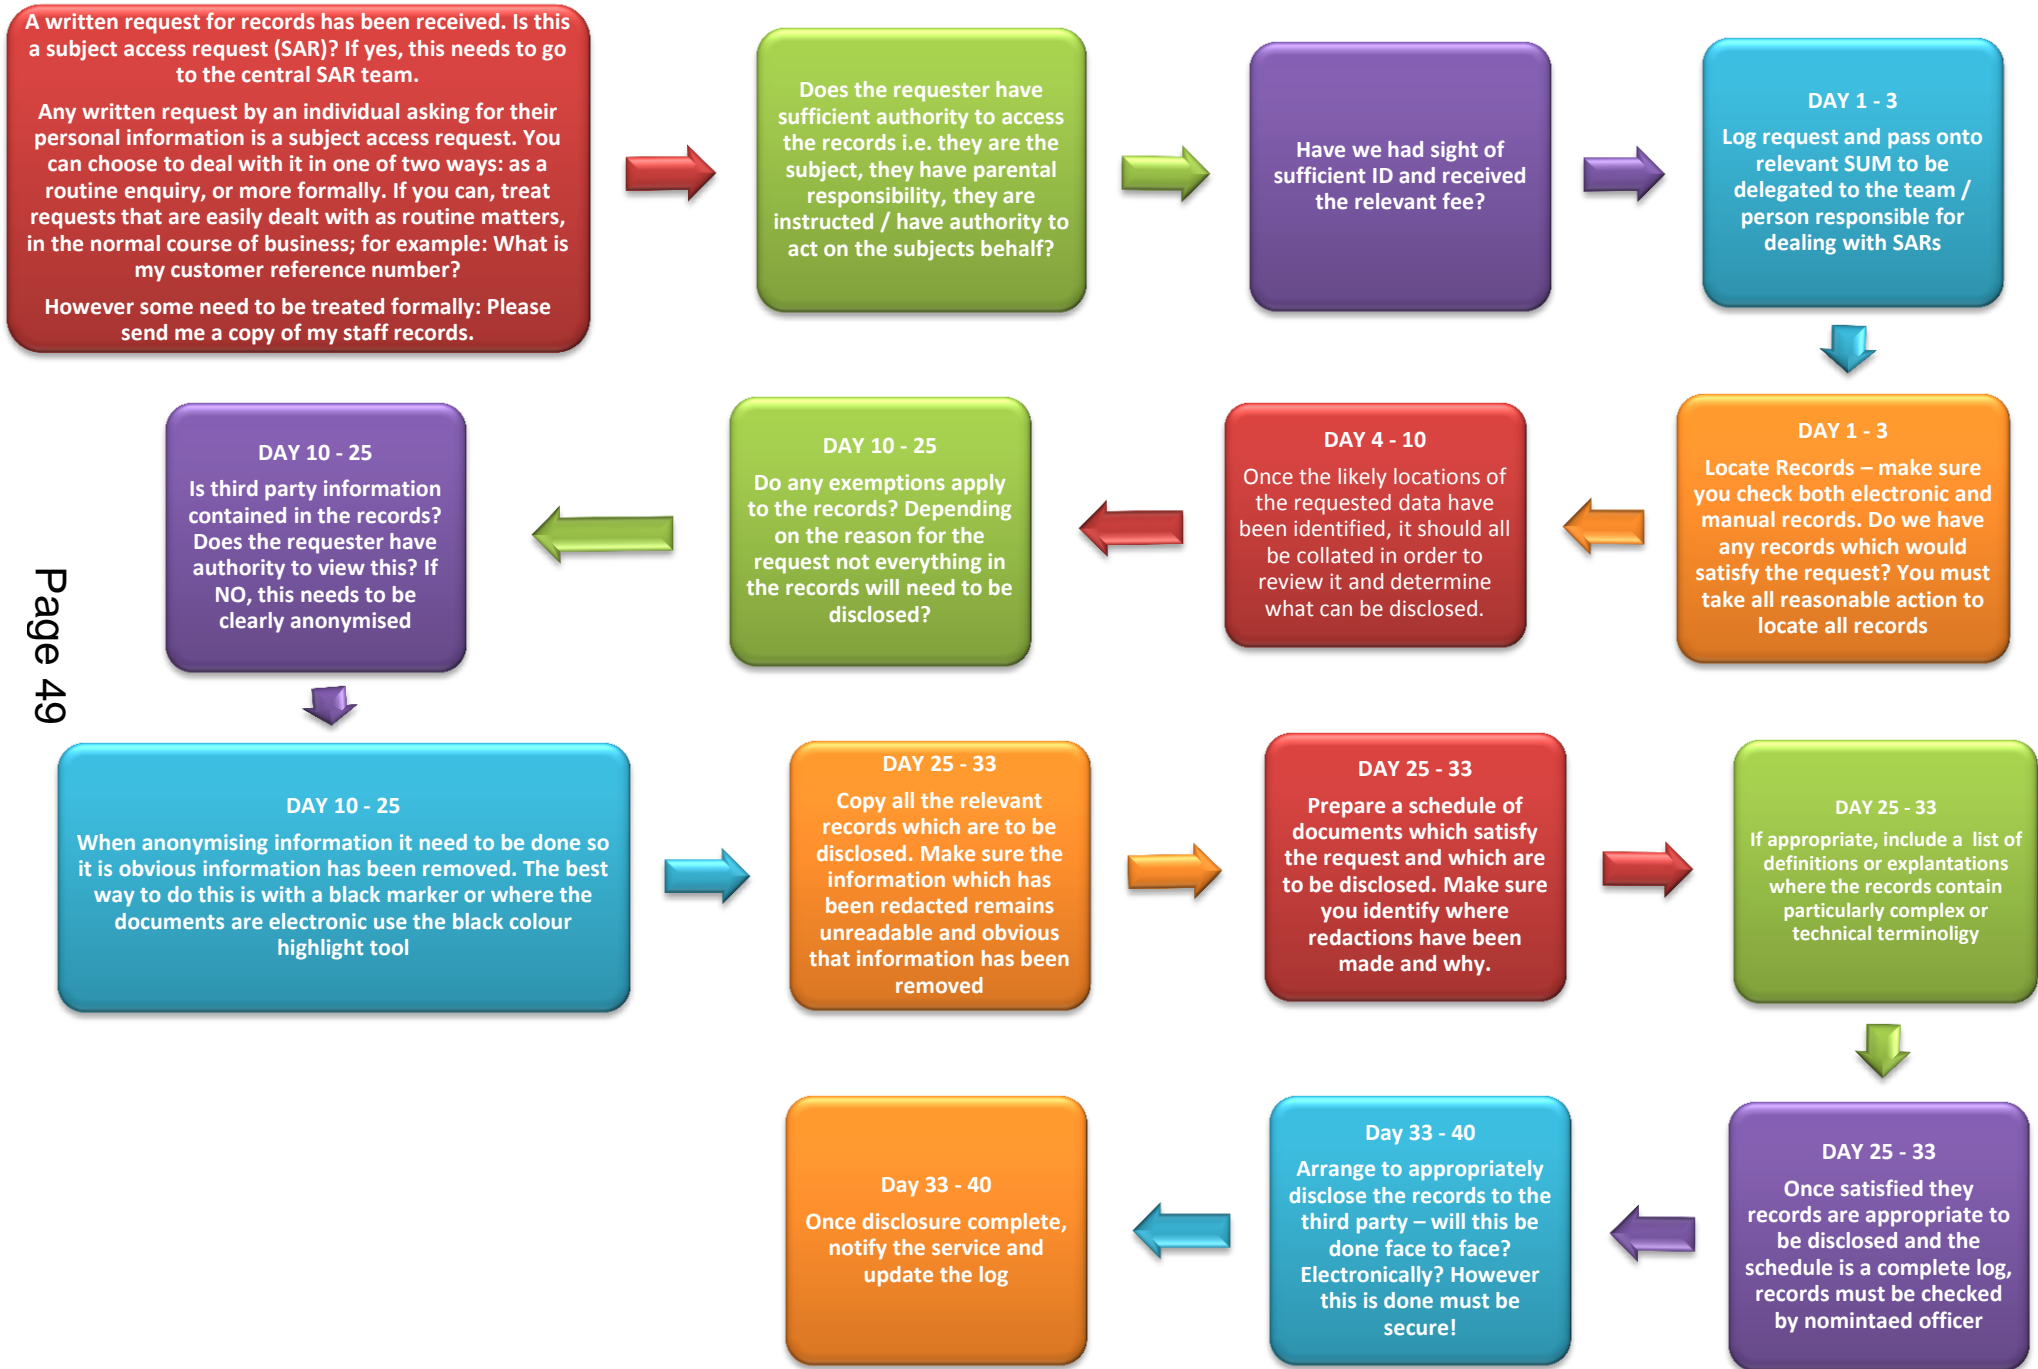 A written request for records has been received. Is this
a subject access request (SAR)? If yes, this needs to go
to the central SAR team.
Any written request by an individual asking for their
personal information is a subject access request. You
can choose to deal with it in one of two ways: as a
routine enquiry, or more formally. If you can, treat
requests that are easily dealt with as routine matters,
in the normal course of business; for example: What is
my customer reference number?
However some need to be treated formally: Please
send me a copy of my staff records.
Does the requester have
sufficient authority to access
the records i.e. they are the
subject, they have parental
responsibility, they are
instructed / have authority to
act on the subjects behalf?
Have we had sight of
sufficient ID and received
the relevant fee?
DAY 1 - 3
Log request and pass onto
relevant SUM to be
delegated to the team /
person responsible for
dealing with SARs
DAY 1 - 3
Locate Records – make sure
you check both electronic and
manual records. Do we have
any records which would
satisfy the request? You must
take all reasonable action to
locate all records
DAY 4 - 10
Once the likely locations of
the requested data have
been identified, it should all
be collated in order to
review it and determine
what can be disclosed.
DAY 10 - 25
Do any exemptions apply
to the records? Depending
on the reason for the
request not everything in
the records will need to be
disclosed?
DAY 10 - 25
Is third party information
contained in the records?
Does the requester have
authority to view this? If
NO, this needs to be
clearly anonymised
Page 49
DAY 10 - 25
When anonymising information it need to be done so
it is obvious information has been removed. The best
way to do this is with a black marker or where the
documents are electronic use the black colour
highlight tool
DAY 25 - 33
Copy all the relevant
records which are to be
disclosed. Make sure the
information which has
been redacted remains
unreadable and obvious
that information has been
removed
DAY 25 - 33
Prepare a schedule of
documents which satisfy
the request and which are
to be disclosed. Make sure
you identify where
redactions have been
made and why.
DAY 25 - 33
If appropriate, include a list of
definitions or explantations
where the records contain
particularly complex or
technical terminoligy
DAY 25 - 33
Once satisfied they
records are appropriate to
be disclosed and the
schedule is a complete log,
records must be checked
by nomintaed officer
Day 33 - 40
Arrange to appropriately
disclose the records to the
third party – will this be
done face to face?
Electronically? However
this is done must be
secure!
Day 33 - 40
Once disclosure complete,
notify the service and
update the log